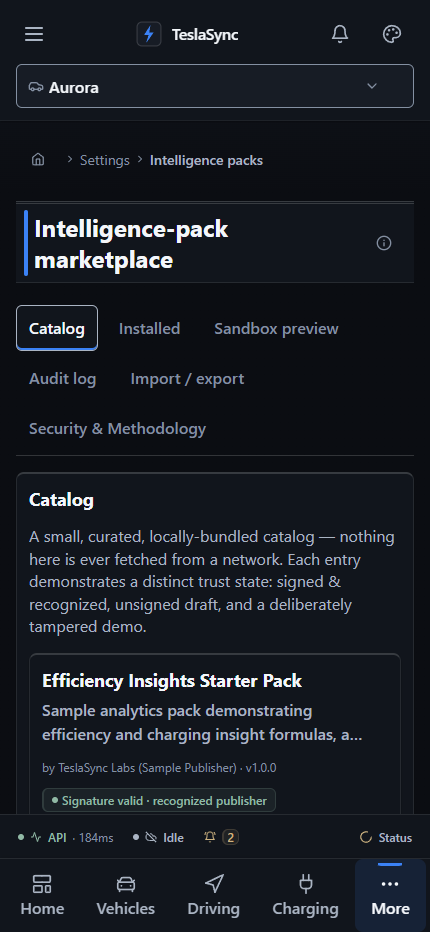 TeslaSync
Aurora
Settings
Intelligence packs
Intelligence-pack
marketplace
Catalog
Installed
Sandbox preview
Audit log
Import / export
Security & Methodology
Catalog
A small, curated, locally-bundled catalog — nothing
here is ever fetched from a network. Each entry
demonstrates a distinct trust state: signed &
recognized, unsigned draft, and a deliberately
tampered demo.
Efficiency Insights Starter Pack
Sample analytics pack demonstrating
efficiency and charging insight formulas, a...
by TeslaSync Labs (Sample Publisher) · v1.0.0
Signature valid · recognized publisher
API · 184ms
Idle
2
Status
Home
Vehicles
Driving
Charging
More